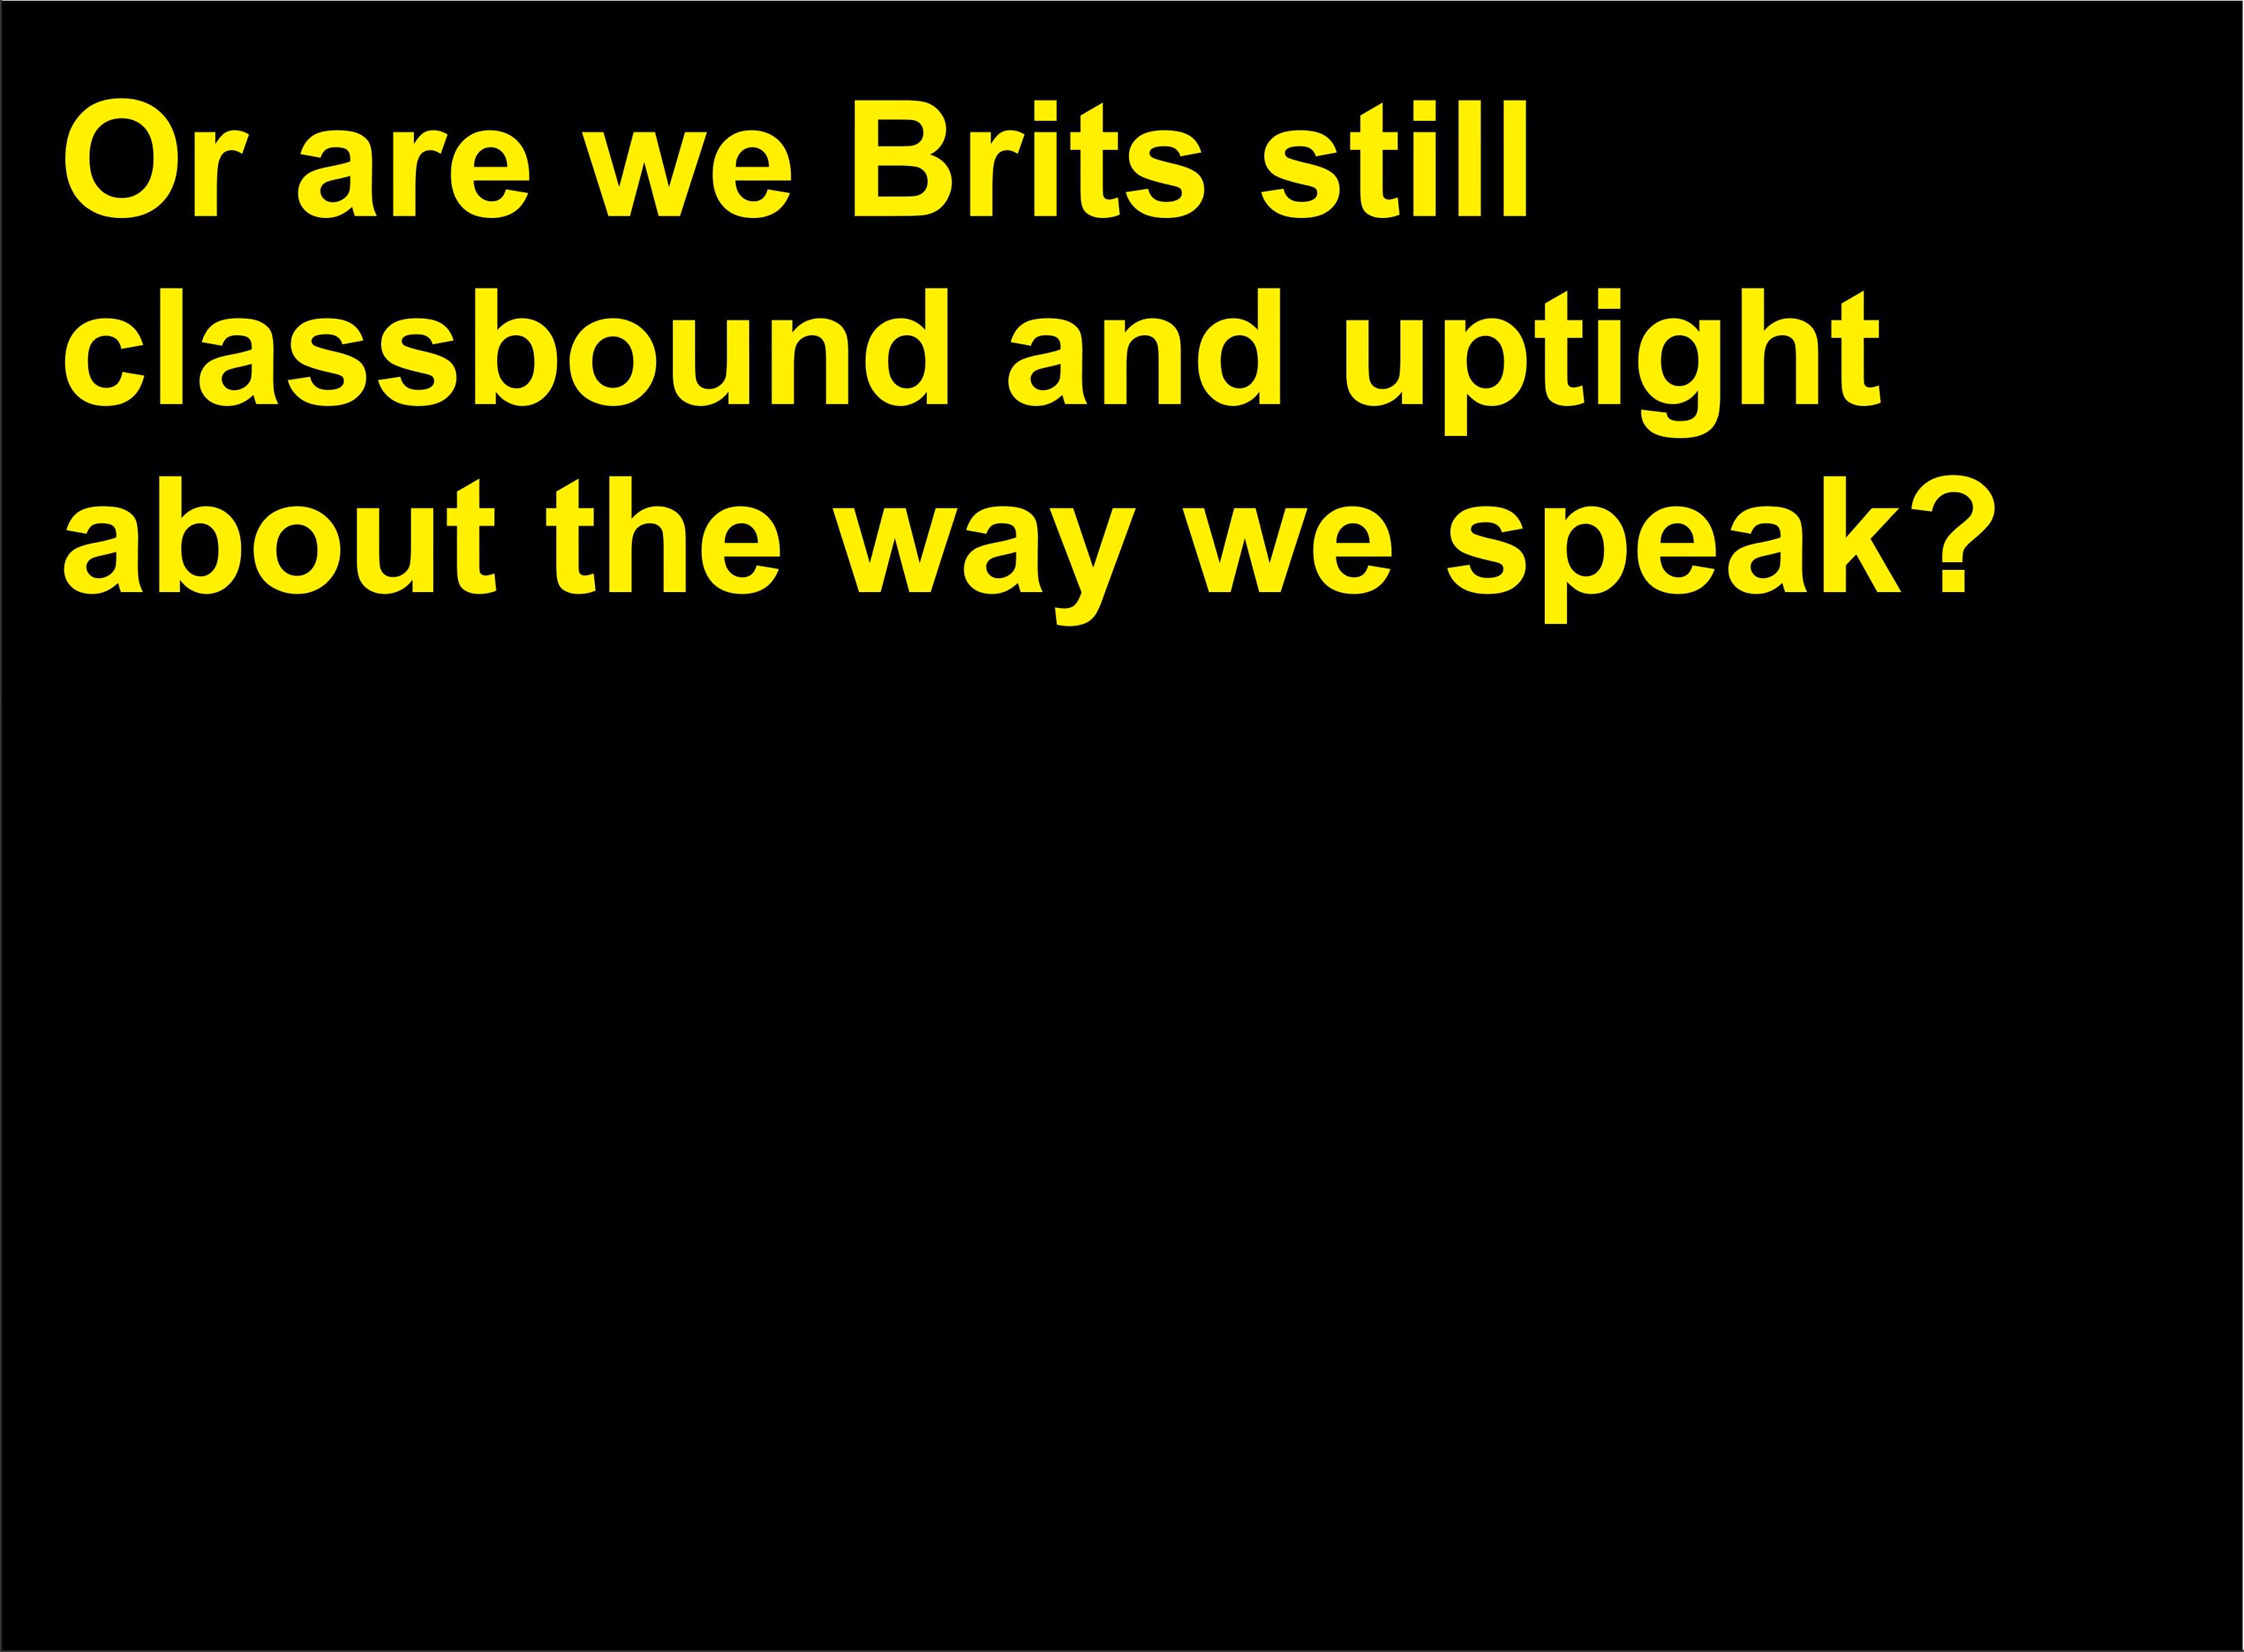 Or are we Brits still
classbound and uptight
about the way we speak?